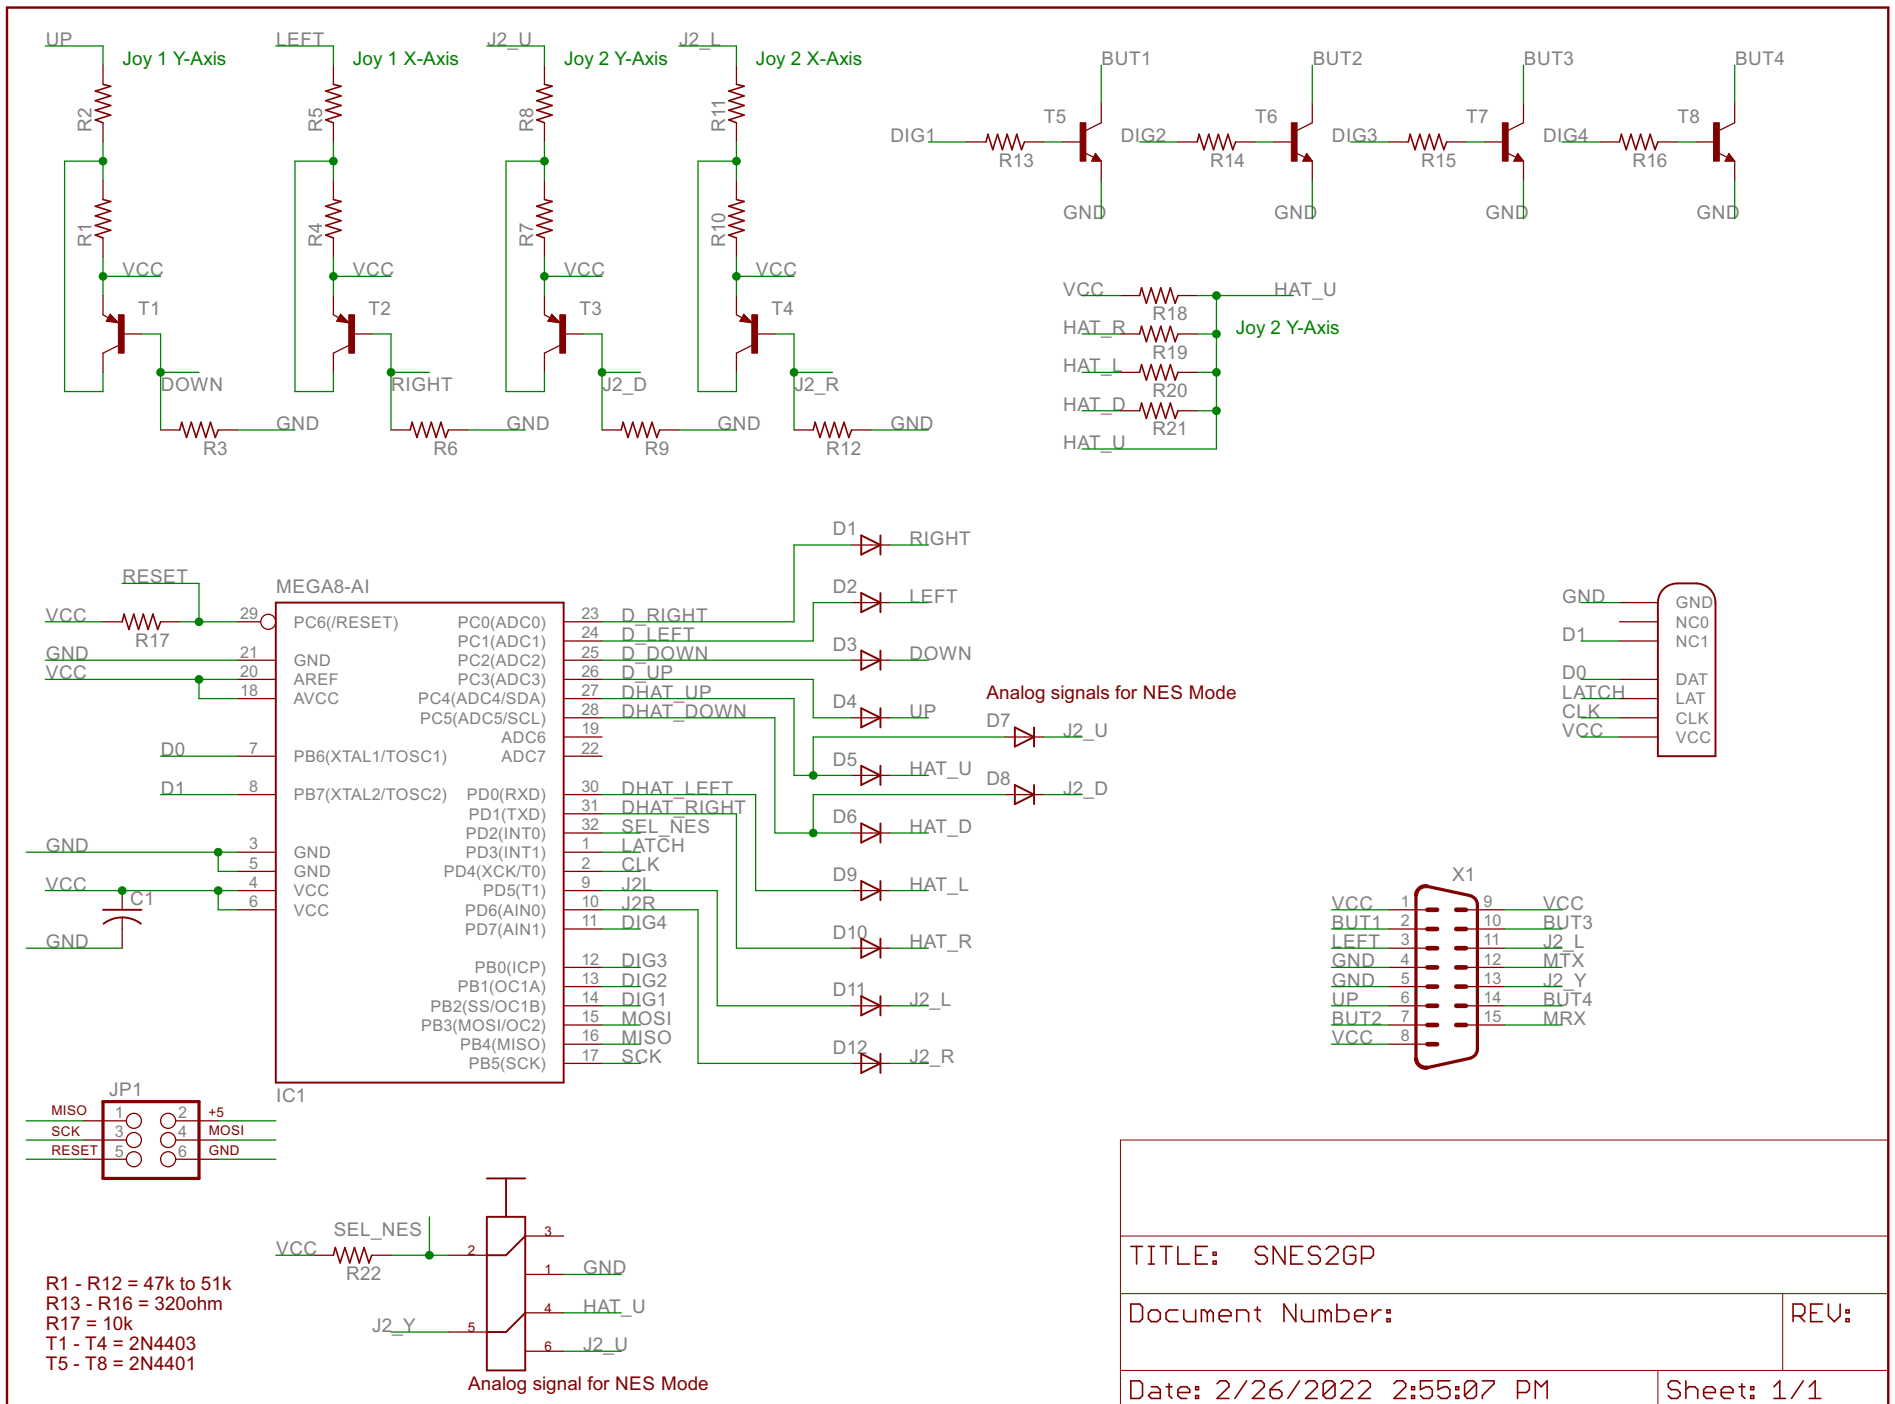 UP
Joy 1 Y-Axis
LEFT
Joy 1 X-Axis
J2_U
Joy 2 Y-Axis
J2_L
Joy 2 X-Axis
R2
R5
R8
R11
R1
R4
R7
R10
VCC
VCC
VCC
VCC
T1
T2
T3
T4
DOWN
RIGHT
J2_D
J2_R
GND
GND
GND
GND
R3
R6
R9
R12
BUT1
BUT2
BUT3
BUT4
T5
T6
T7
T8
DIG1
DIG2
DIG3
DIG4
R13
R14
R15
R16
GND
GND
GND
GND
VCC
R18
HAT_U
HAT_R
R19
Joy 2 Y-Axis
HAT_L
R20
HAT_D
R21
HAT_U
RESET
MEGA8-AI
VCC
R17
29
PC6(/RESET)
GND
21
GND
VCC
20
AREF
18
AVCC
D0
7
PB6(XTAL1/TOSC1)
D1
8
PB7(XTAL2/TOSC2)
GND
3
GND
5
GND
VCC
4
VCC
6
VCC
C1
GND
PC0(ADC0)
23
D_RIGHT
PC1(ADC1)
24
D_LEFT
PC2(ADC2)
25
D_DOWN
PC3(ADC3)
26
D_UP
PC4(ADC4/SDA)
27
DHAT_UP
PC5(ADC5/SCL)
28
DHAT_DOWN
ADC6
19
ADC7
22
PD0(RXD)
30
DHAT_LEFT
PD1(TXD)
31
DHAT_RIGHT
PD2(INT0)
32
SEL_NES
PD3(INT1)
1
LATCH
PD4(XCK/T0)
2
CLK
PD5(T1)
9
J2L
PD6(AIN0)
10
J2R
PD7(AIN1)
11
DIG4
PB0(ICP)
12
DIG3
PB1(OC1A)
13
DIG2
PB2(SS/OC1B)
14
DIG1
PB3(MOSI/OC2)
15
MOSI
PB4(MISO)
16
MISO
PB5(SCK)
17
SCK
IC1
D1
RIGHT
D2
LEFT
D3
DOWN
D4
UP
Analog signals for NES Mode
D7
J2_U
D5
HAT_U
D8
J2_D
D6
HAT_D
D9
HAT_L
D10
HAT_R
D11
J2_L
D12
J2_R
GND
GND
NC0
D1
NC1
D0
DAT
LATCH
LAT
CLK
CLK
VCC
VCC
X1
VCC
1
9
VCC
BUT1
2
10
BUT3
LEFT
3
11
J2_L
GND
4
12
MTX
GND
5
13
J2_Y
UP
6
14
BUT4
BUT2
7
15
MRX
VCC
8
JP1
MISO
1
2
+5
SCK
3
4
MOSI
RESET
5
6
GND
SEL_NES
VCC
R22
2
3
1
GND
4
HAT_U
J2_Y
5
6
J2_U
Analog signal for NES Mode
R1 - R12 = 47k to 51k
R13 - R16 = 320ohm
R17 = 10k
T1 - T4 = 2N4403
T5 - T8 = 2N4401
TITLE: SNES2GP
Document Number:
REV:
Date: 2/26/2022 2:55:07 PM
Sheet: 1/1